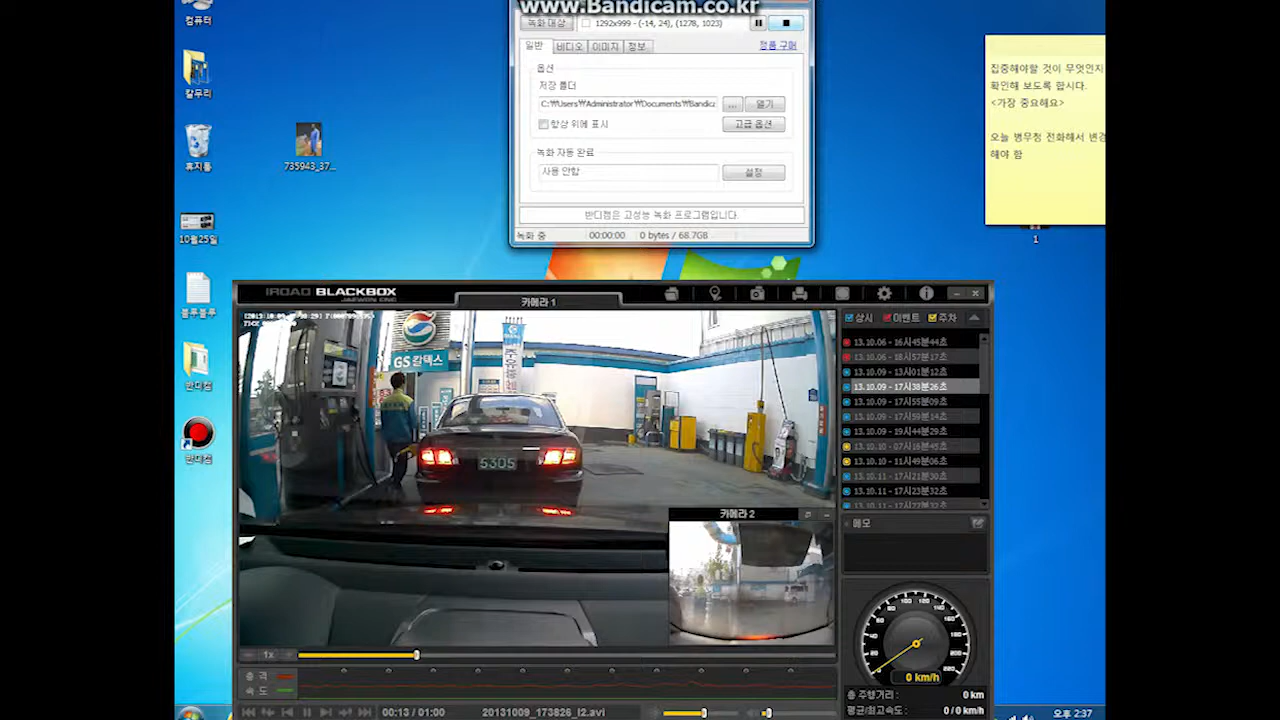 www.Bandicam.co.kr
컴퓨터
녹화 대상
1292x999 - (-14, 24), (1278, 1023)
일반
비디오
이미지
정보
정품 구매
옵션
저장 폴더
C:₩Users₩Administrator₩Documents₩Bandica
...
열기
항상 위에 표시
고급 옵션
녹화 자동 완료
사용 안함
설정
반디캠은 고성능 녹화 프로그램입니다.
녹화 중
00:00:00
0 bytes / 68.7GB
집중해야할 것이 무엇인지
확인해 보도록 합시다.
<가장 중요해요>
오늘 병무청 전화해서 변경
해야 함
1
휴지통
735943_37...
10월25일
반디캠
반디캠
IROAD BLACKBOX
JAEWON CNC
카메라 1
상시
이벤트
주차
13.10.06 - 16시45분44초
13.10.06 - 18시57분17초
13.10.09 - 13시01분12초
13.10.09 - 17시38분26초
13.10.09 - 17시55분09초
13.10.09 - 17시59분14초
13.10.09 - 19시44분29초
13.10.10 - 07시16분45초
13.10.10 - 11시49분06초
13.10.11 - 17시21분30초
13.10.11 - 17시23분32초
GS칼텍스
5305
카메라 2
메모
1x
충 격
속 도
00:13 / 01:00
20131009_173826_I2.avi
0 km/h
총 주행거리 :
0 km
평균/최고속도 :
0 / 0 km/h
오후 2:37